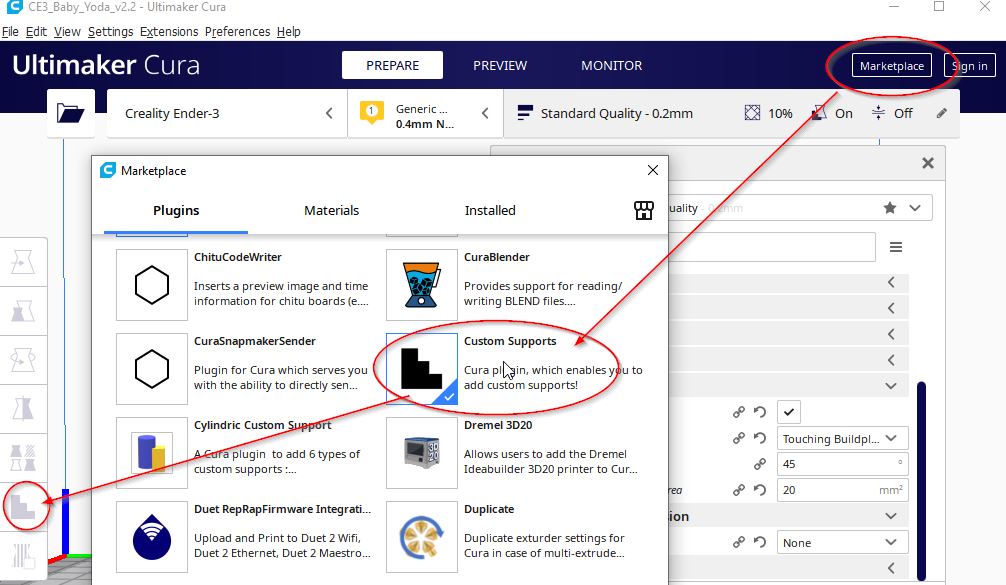 CE3_Baby_Yoda_v2.2 - Ultimaker Cura
File Edit View Settings Extensions Preferences Help
Ultimaker Cura
PREPARE
PREVIEW
MONITOR
Marketplace
Sign in
Creality Ender-3
1
Generic ...
0.4mm N...
Standard Quality - 0.2mm
10%
On
Off
Marketplace
Plugins
Materials
Installed
uality - 0.2mm
ChituCodeWriter
Inserts a preview image and time
information for chitu boards (e....
CuraBlender
Provides support for reading/
writing BLEND files....
CuraSnapmakerSender
Plugin for Cura which serves you
with the ability to directly sen...
Custom Supports
Cura plugin, which enables you to
add custom supports!
Cylindric Custom Support
A Cura plugin to add 6 types of
custom supports :...
Dremel 3D20
Allows users to add the Dremel
Ideabuilder 3D20 printer to Cur...
Duet RepRapFirmware Integrati...
Upload and Print to Duet 2 Wifi,
Duet 2 Ethernet, Duet 2 Maestro...
Duplicate
Duplicate exturder settings for
Cura in case of multi-extrude...
Touching Buildpl...
45 °
rea 20 mm²
ion
None